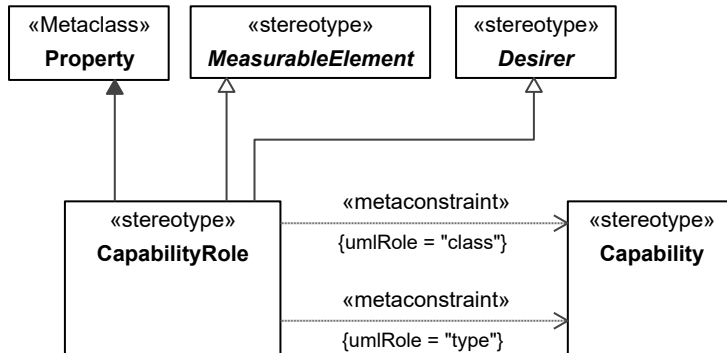 «Metaclass»
Property
«stereotype»
MeasurableElement
«stereotype»
Desirer
«stereotype»
CapabilityRole
«metaconstraint»
{umlRole = "class"}
«metaconstraint»
{umlRole = "type"}
«stereotype»
Capability